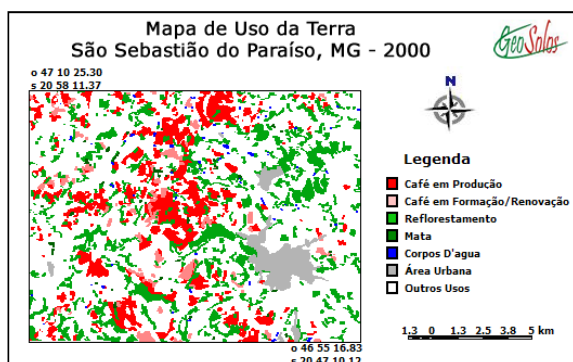 Mapa de Uso da Terra
São Sebastião do Paraíso, MG - 2000
GeoSolos
o 47 10 25.30
s 20 58 11.37
N
Legenda
Café em Produção
Café em Formação/Renovação
Reflorestamento
Mata
Corpos D'agua
Área Urbana
Outros Usos
1.3 0 1.3 2.5 3.8 5 km
o 46 55 16.83
s 20 47 10.12